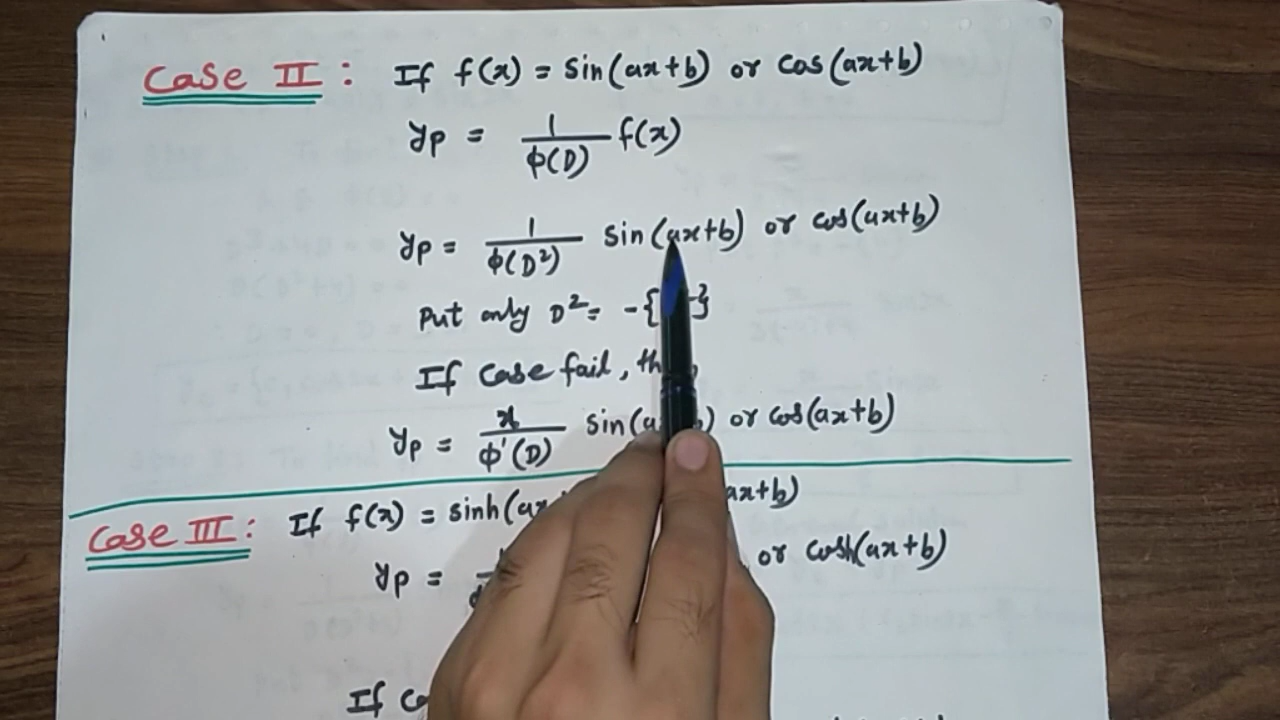 Case II : If f(x) = Sin(ax+b) or cos(ax+b)
yp = 1/ϕ(D) f(x)
yp = 1/ϕ(D²) Sin(ax+b) or cos(ax+b)
Put only D² = -{ ²}
If Case fail,
yp = x/ϕ'(D) Sin(a b) or cos(ax+b)
Case III : If f(x) = sinh(ax ax+b)
yp = or cosh(ax+b)
If